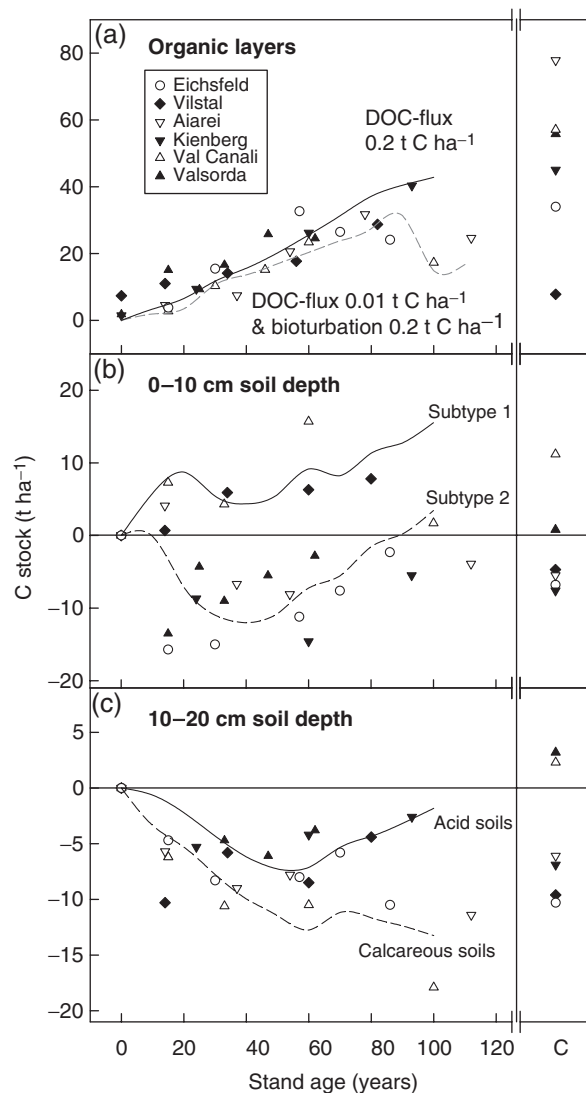 (a) Organic layers
Eichsfeld
Vilstal
Aiarei
Kienberg
Val Canali
Valsorda
DOC-flux
0.2 t C ha−1
DOC-flux 0.01 t C ha−1
& bioturbation 0.2 t C ha−1
80
60
40
20
0
(b) 0–10 cm soil depth
Subtype 1
Subtype 2
20
10
0
−10
−20
C stock (t ha−1)
(c) 10–20 cm soil depth
Acid soils
Calcareous soils
5
0
−5
−10
−15
−20
0 20 40 60 80 100 120 C
Stand age (years)